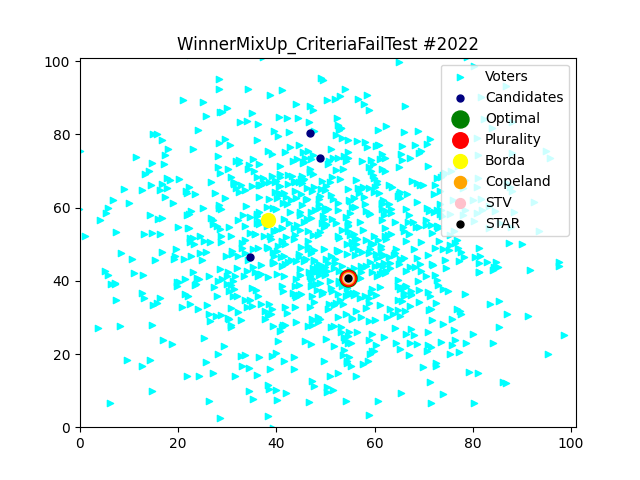 WinnerMixUp_CriteriaFailTest #2022
100
80
60
40
20
0
0
20
40
60
80
100
Voters
Candidates
Optimal
Plurality
Borda
Copeland
STV
STAR